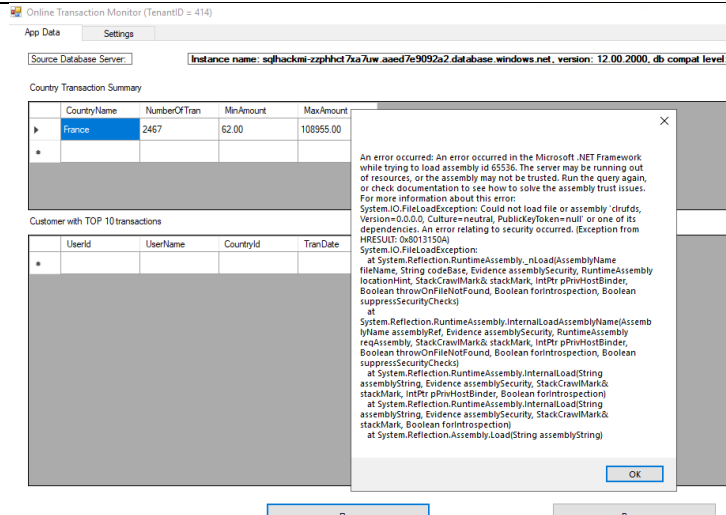 Online Transaction Monitor (TenantID = 414)
App Data Settings
Source Database Server: Instance name: sqlhackmi-zzphhct7xa7uw.aaed7e9092a2.database.windows.net, version: 12.00.2000, db compat level:
Country Transaction Summary
CountryName NumberOfTran MinAmount MaxAmount
France 2467 62.00 108955.00
Customer with TOP 10 transactions
UserId UserName CountryId TranDate
An error occurred: An error occurred in the Microsoft .NET Framework
while trying to load assembly id 65536. The server may be running out
of resources, or the assembly may not be trusted. Run the query again,
or check documentation to see how to solve the assembly trust issues.
For more information about this error:
System.IO.FileLoadException: Could not load file or assembly 'clrufds,
Version=0.0.0.0, Culture=neutral, PublicKeyToken=null' or one of its
dependencies. An error relating to security occurred. (Exception from
HRESULT: 0x8013150A)
System.IO.FileLoadException:
at System.Reflection.RuntimeAssembly._nLoad(AssemblyName
fileName, String codeBase, Evidence assemblySecurity, RuntimeAssembly
locationHint, StackCrawlMark& stackMark, IntPtr pPrivHostBinder,
Boolean throwOnFileNotFound, Boolean forIntrospection, Boolean
suppressSecurityChecks)
at
System.Reflection.RuntimeAssembly.InternalLoadAssemblyName(Assemb
lyName assemblyRef, Evidence assemblySecurity, RuntimeAssembly
reqAssembly, StackCrawlMark& stackMark, IntPtr pPrivHostBinder,
Boolean throwOnFileNotFound, Boolean forIntrospection, Boolean
suppressSecurityChecks)
at System.Reflection.RuntimeAssembly.InternalLoad(String
assemblyString, Evidence assemblySecurity, StackCrawlMark&
stackMark, IntPtr pPrivHostBinder, Boolean forIntrospection)
at System.Reflection.RuntimeAssembly.InternalLoad(String
assemblyString, Evidence assemblySecurity, StackCrawlMark&
stackMark, Boolean forIntrospection)
at System.Reflection.Assembly.Load(String assemblyString)
OK